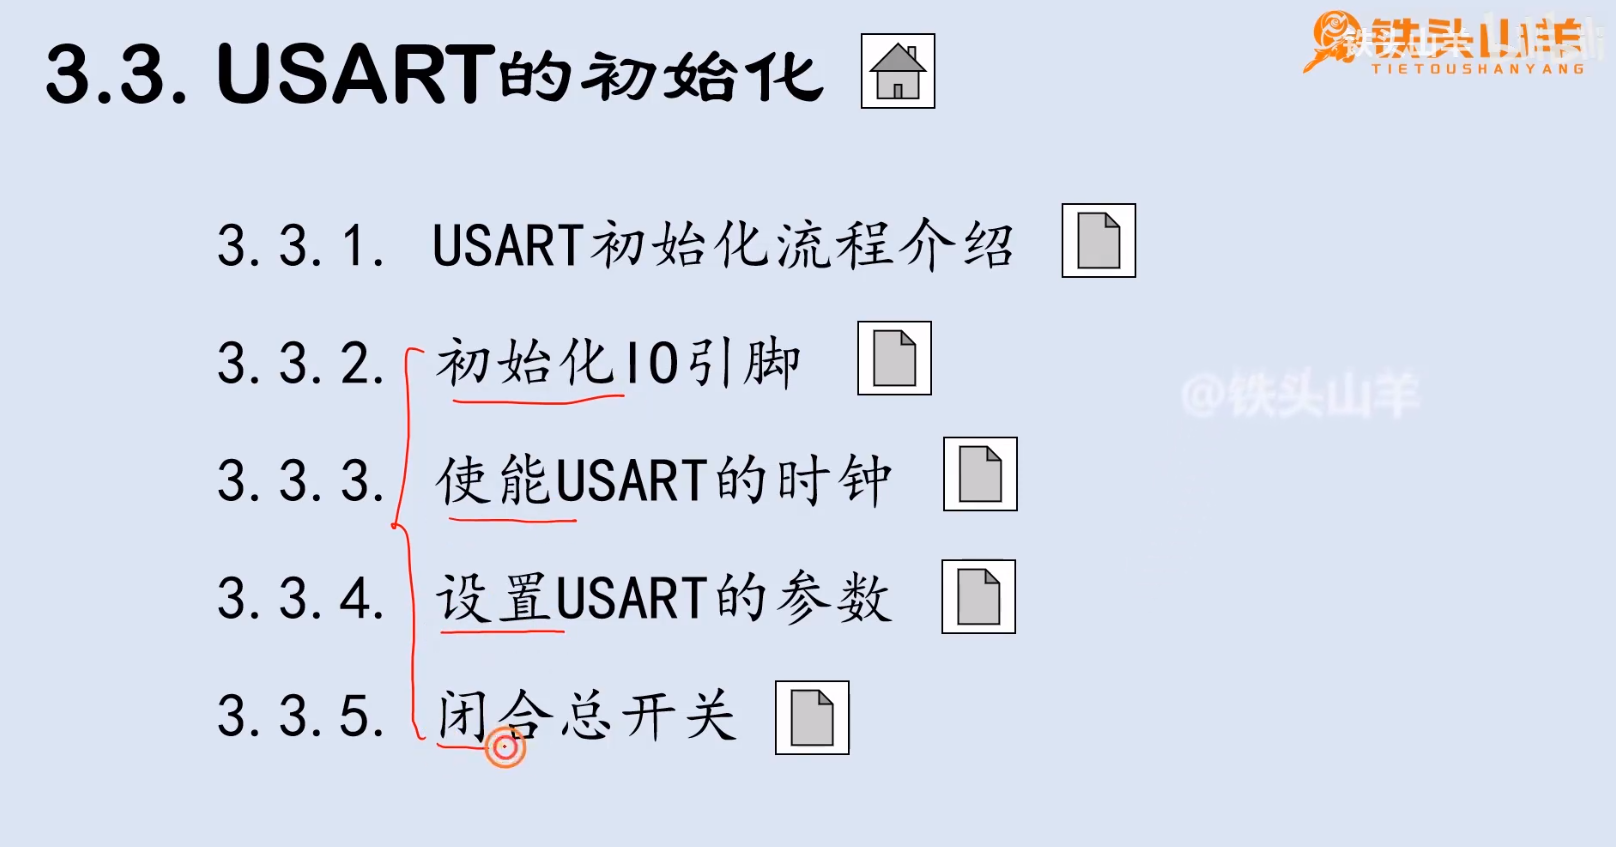 3.3. USART的初始化
铁头山羊
TIETOUSHANYANG
3.3.1. USART初始化流程介绍
3.3.2. 初始化IO引脚
@铁头山羊
3.3.3. 使能USART的时钟
3.3.4. 设置USART的参数
3.3.5. 闭合总开关